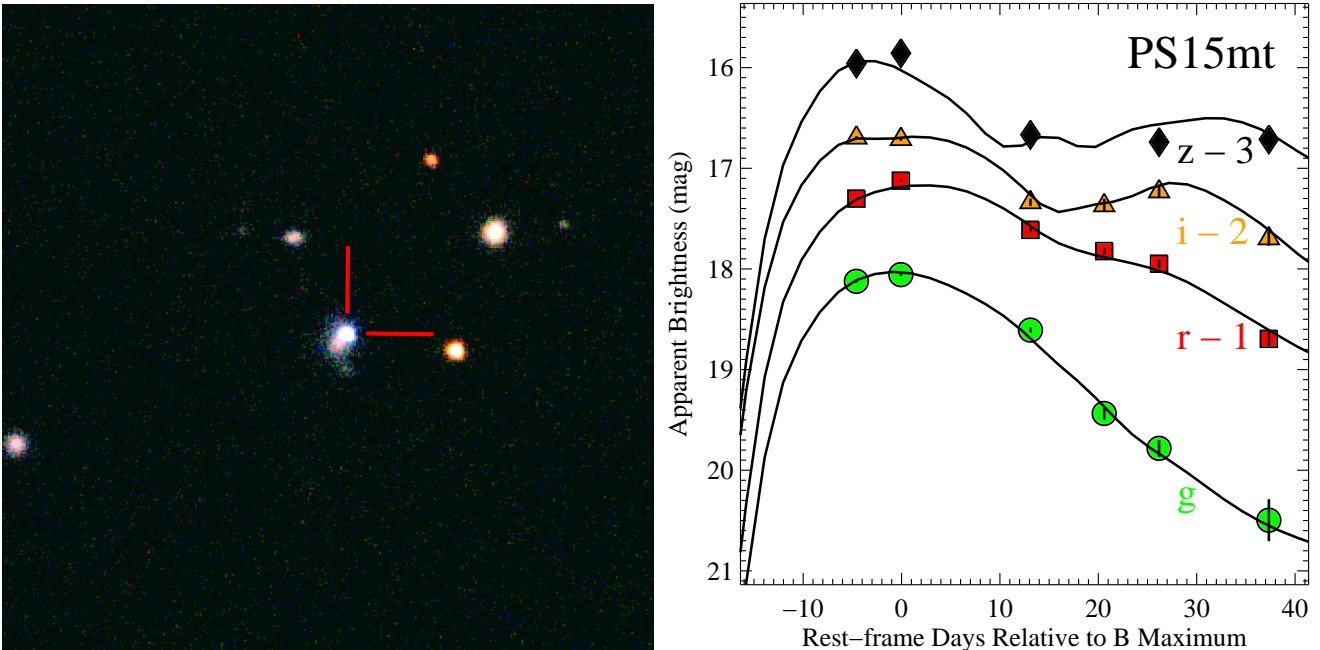 PS15mt
16
17
18
19
20
21
Apparent Brightness (mag)
z − 3
i − 2
r − 1
g
−10 0 10 20 30 40
Rest−frame Days Relative to B Maximum